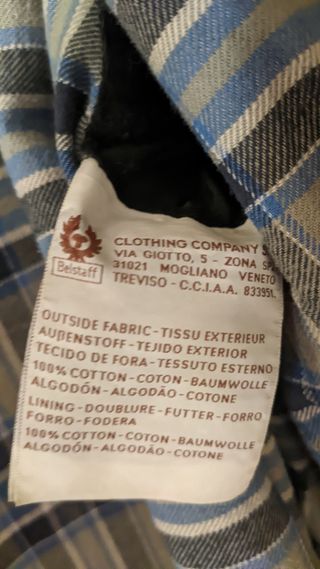 Belstaff
CLOTHING COMPANY
VIA GIOTTO, 5 - ZONA
31021 MOGLIANO VENETO
TREVISO - C.C.I.A.A. 833951
OUTSIDE FABRIC-TISSU EXTERIEUR
AUßENSTOFF-TEJIDO EXTERIOR
TECIDO DE FORA-TESSUTO ESTERNO
100% COTTON-COTON-BAUMWOLLE
ALGODÓN-ALGODÃO-COTONE
LINING-DOUBLURE-FUTTER-FORRO
FORRO-FODERA
100% COTTON-COTON-BAUMWOLLE
ALGODÓN-ALGODÃO-COTONE